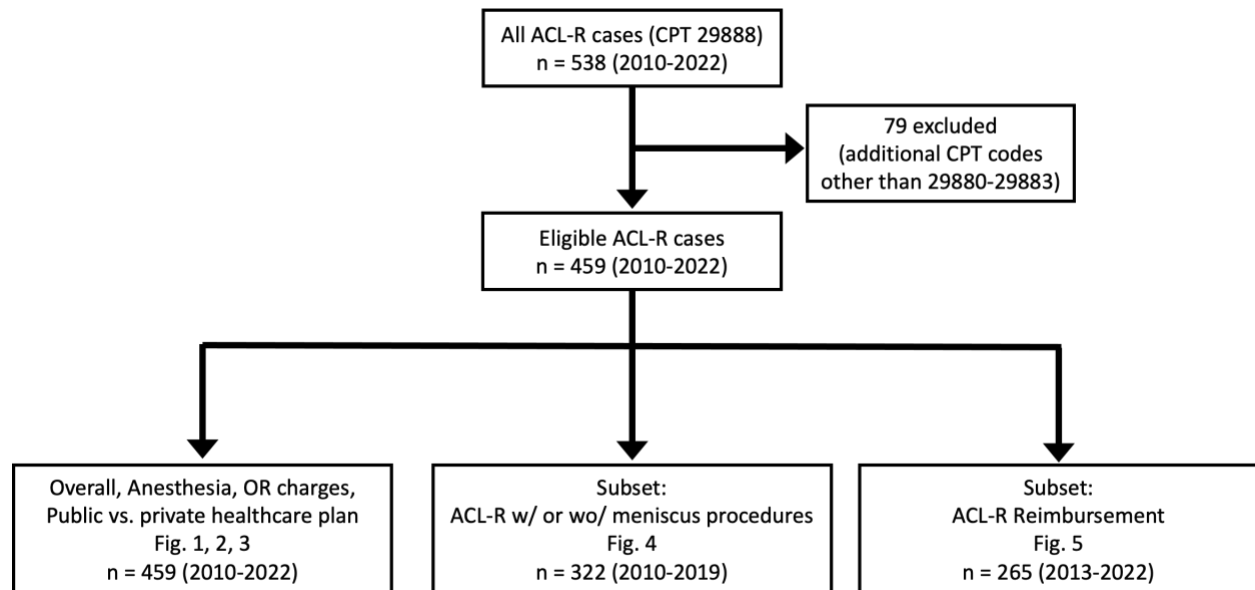 All ACL-R cases (CPT 29888)
n = 538 (2010-2022)
79 excluded
(additional CPT codes
other than 29880-29883)
Eligible ACL-R cases
n = 459 (2010-2022)
Overall, Anesthesia, OR charges,
Public vs. private healthcare plan
Fig. 1, 2, 3
n = 459 (2010-2022)
Subset:
ACL-R w/ or wo/ meniscus procedures
Fig. 4
n = 322 (2010-2019)
Subset:
ACL-R Reimbursement
Fig. 5
n = 265 (2013-2022)